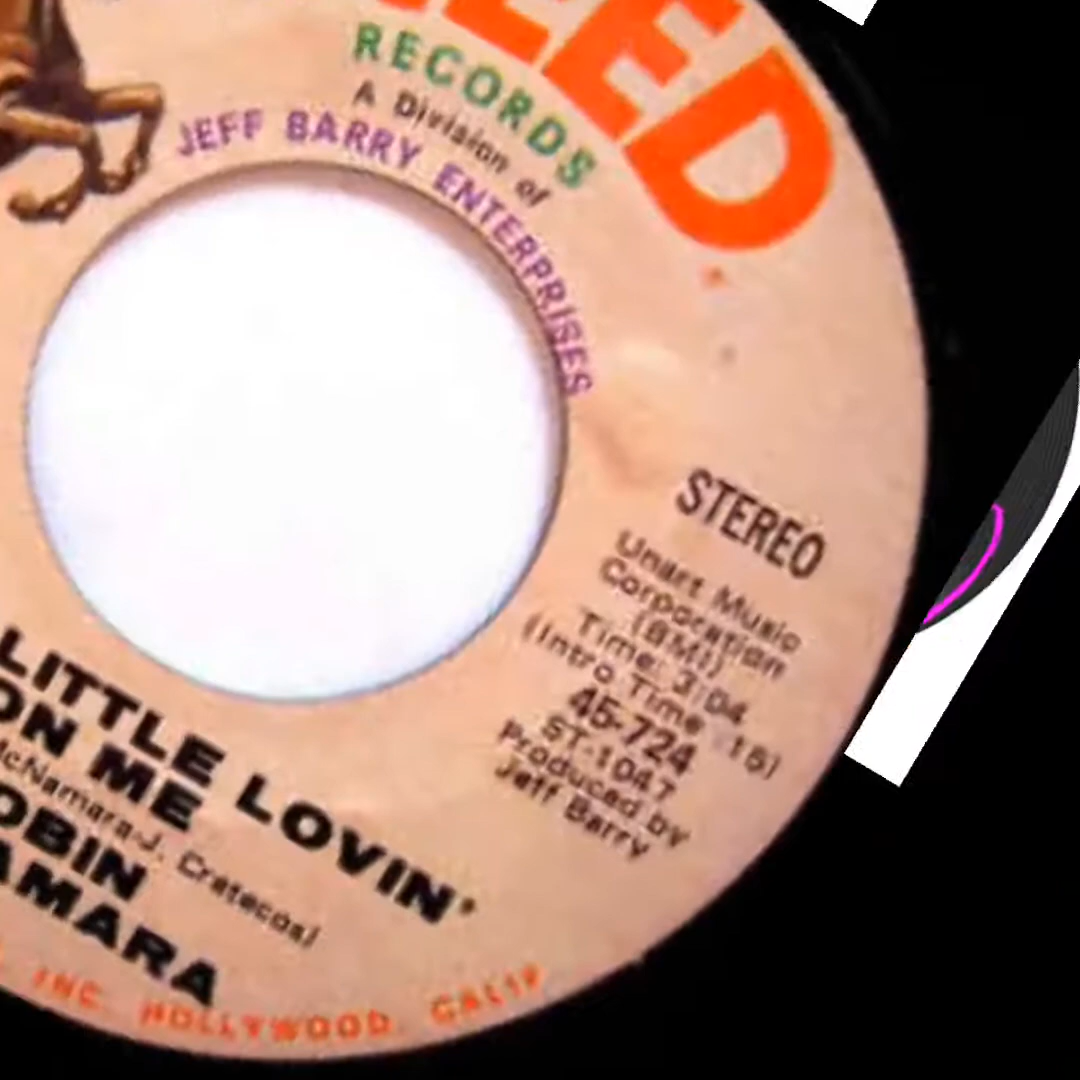 EED
RECORDS
A Division of
JEFF BARRY ENTERPRISES
STEREO
Unart Music
Corporation
(BMI)
Time: 3:04
(Intro Time :15)
45-724
ST-1047
Produced by
Jeff Barry
LITTLE LOVIN'
ON ME
McNamara-J. Cretecos)
OBIN
AMARA
INC. HOLLYWOOD, CALIF